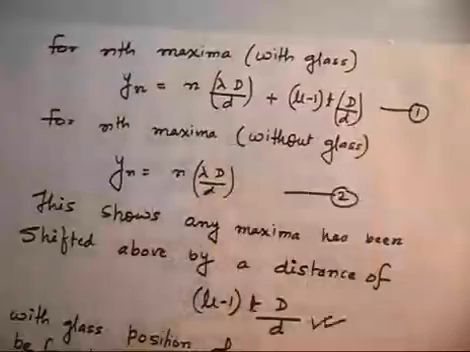 for nth maxima (with glass)
yn = n (λD/d) + (μ-1)t(D/d) —①
for nth maxima (without glass)
yn = n (λD/d) —②
This shows any maxima has been
Shifted above by a distance of
(μ-1) t D/d
with glass position